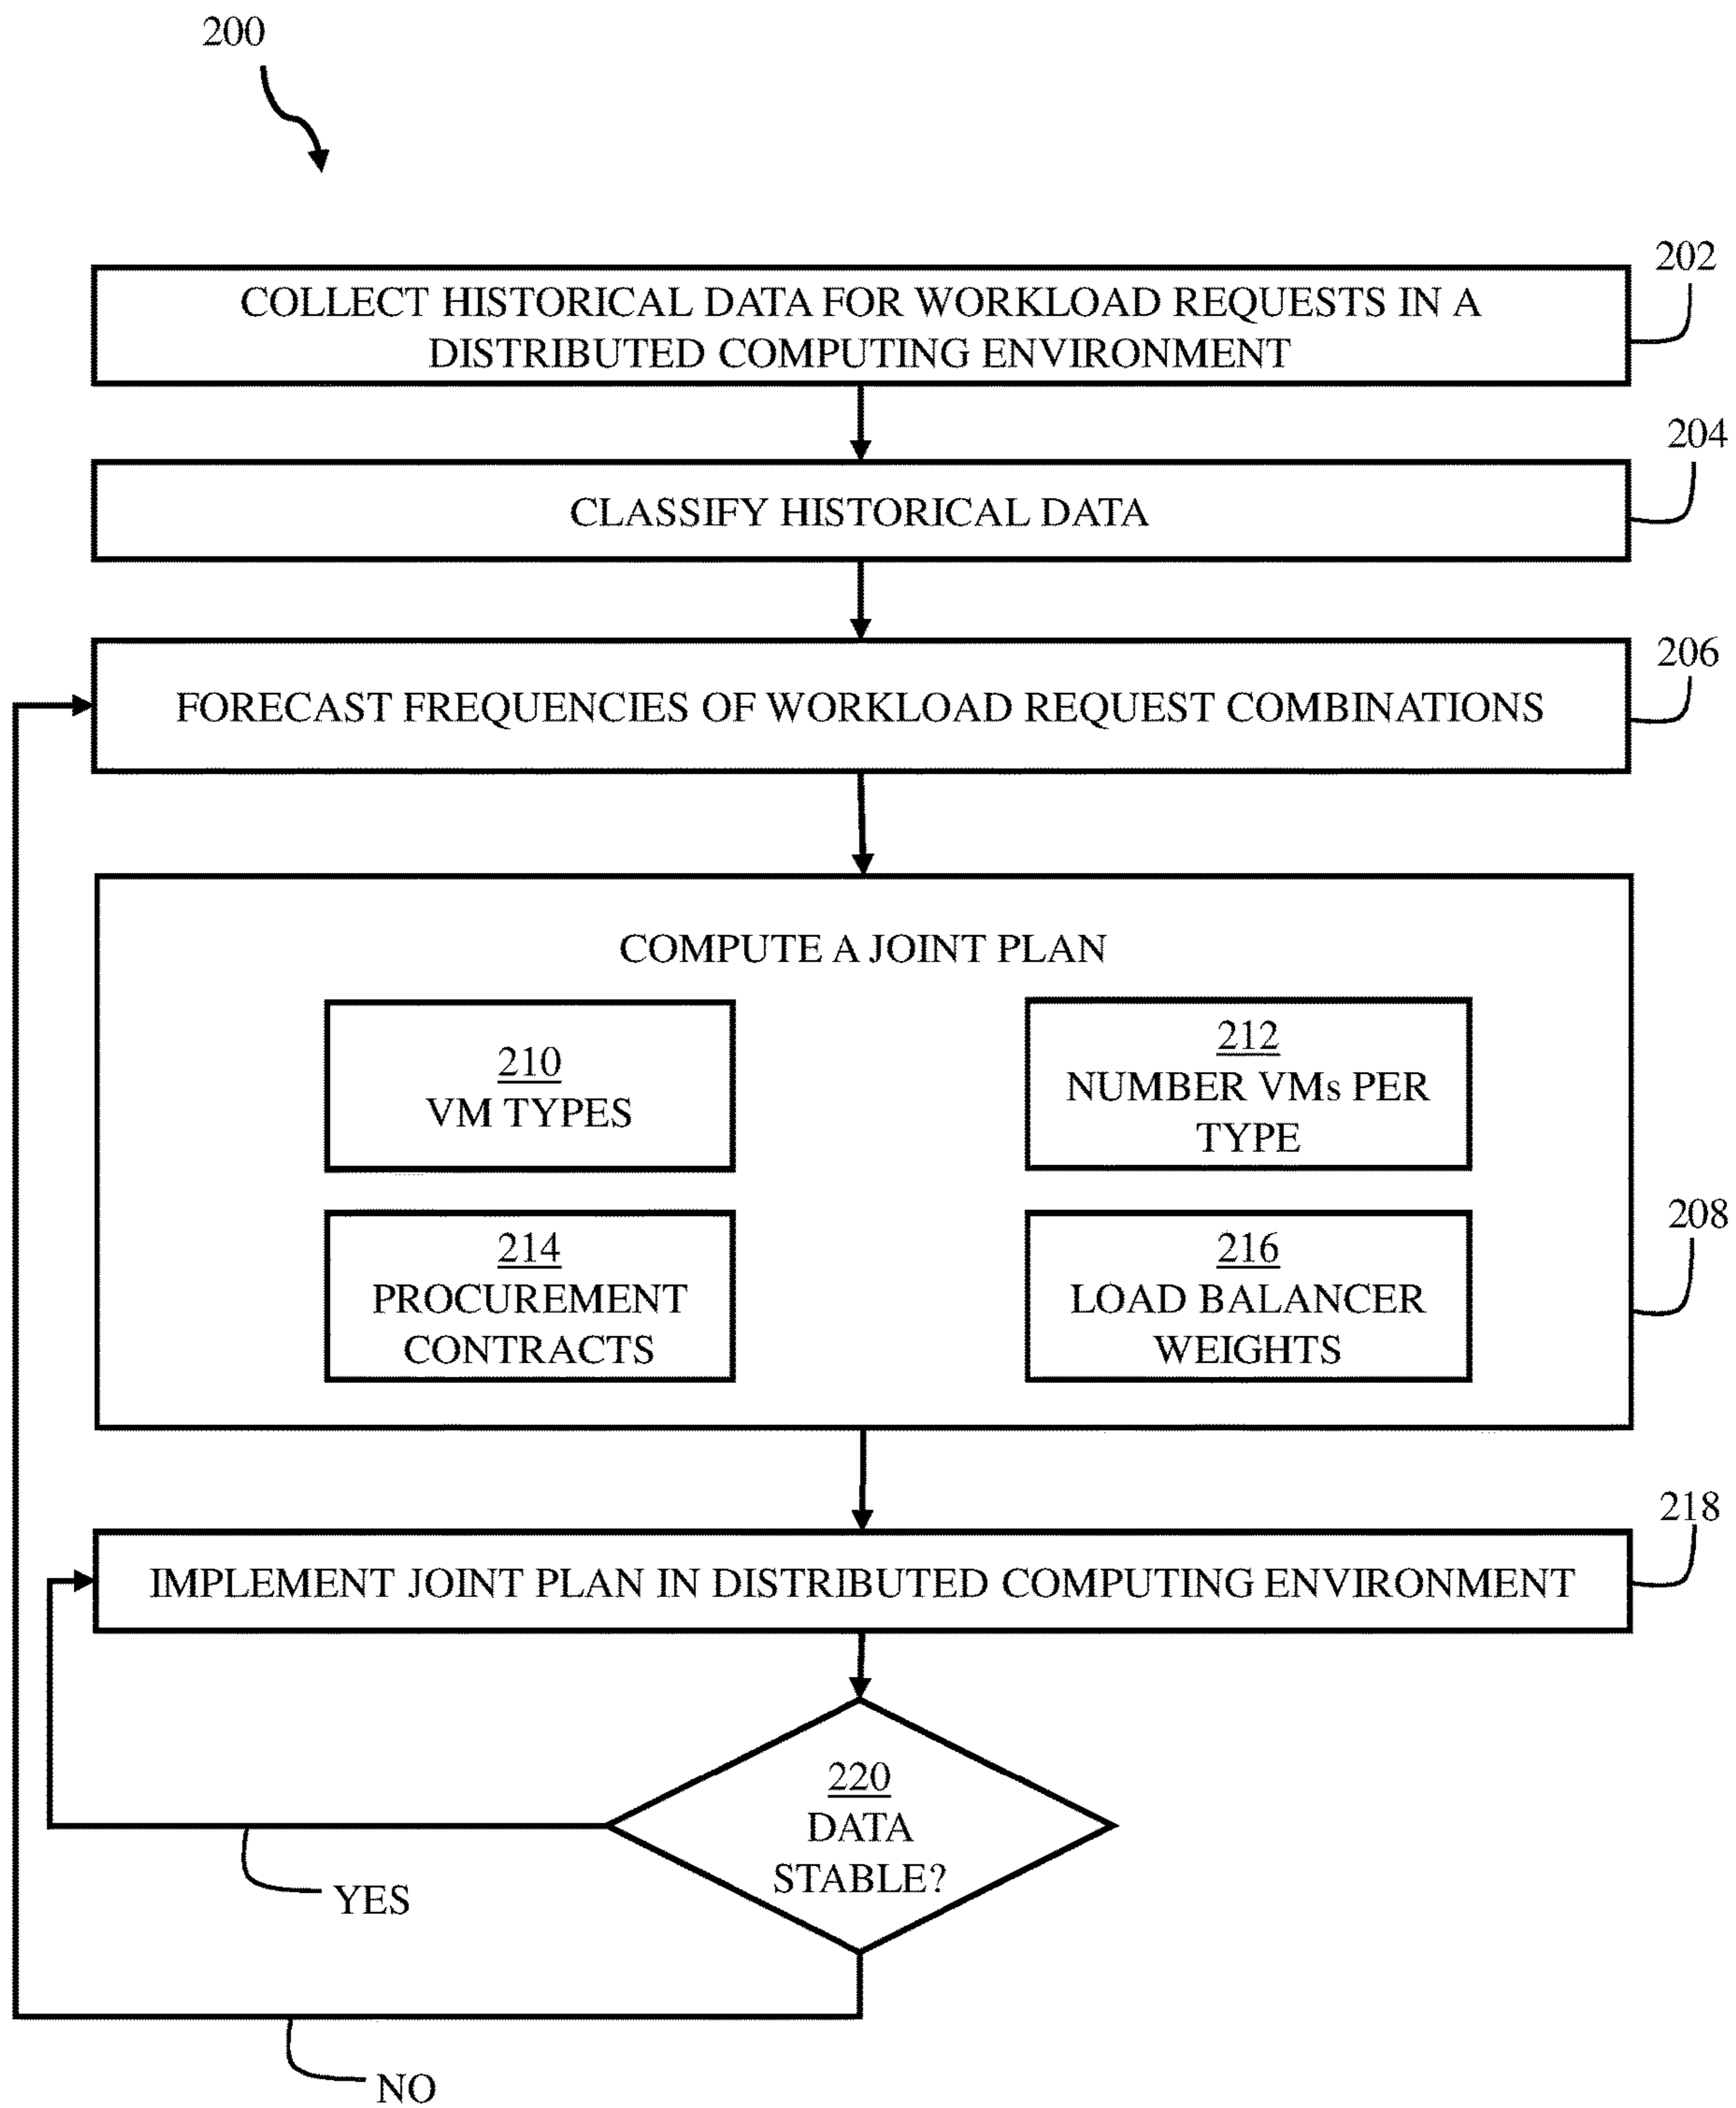 200
202
COLLECT HISTORICAL DATA FOR WORKLOAD REQUESTS IN A
DISTRIBUTED COMPUTING ENVIRONMENT
204
CLASSIFY HISTORICAL DATA
206
FORECAST FREQUENCIES OF WORKLOAD REQUEST COMBINATIONS
COMPUTE A JOINT PLAN
210
VM TYPES
212
NUMBER VMs PER
TYPE
208
214
PROCUREMENT
CONTRACTS
216
LOAD BALANCER
WEIGHTS
218
IMPLEMENT JOINT PLAN IN DISTRIBUTED COMPUTING ENVIRONMENT
220
DATA
STABLE?
YES
NO